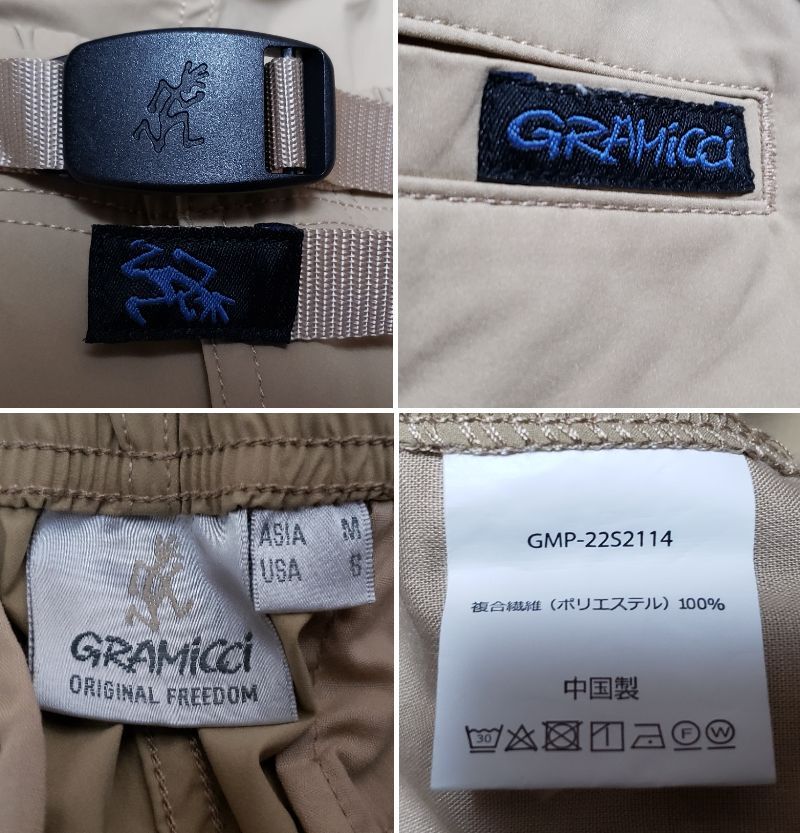 GRAMiCCi
GRAMiCCi
ORIGINAL FREEDOM
ASIA M
USA S
GMP-22S2114
複合繊維（ポリエステル）100%
中国製
30
F
W